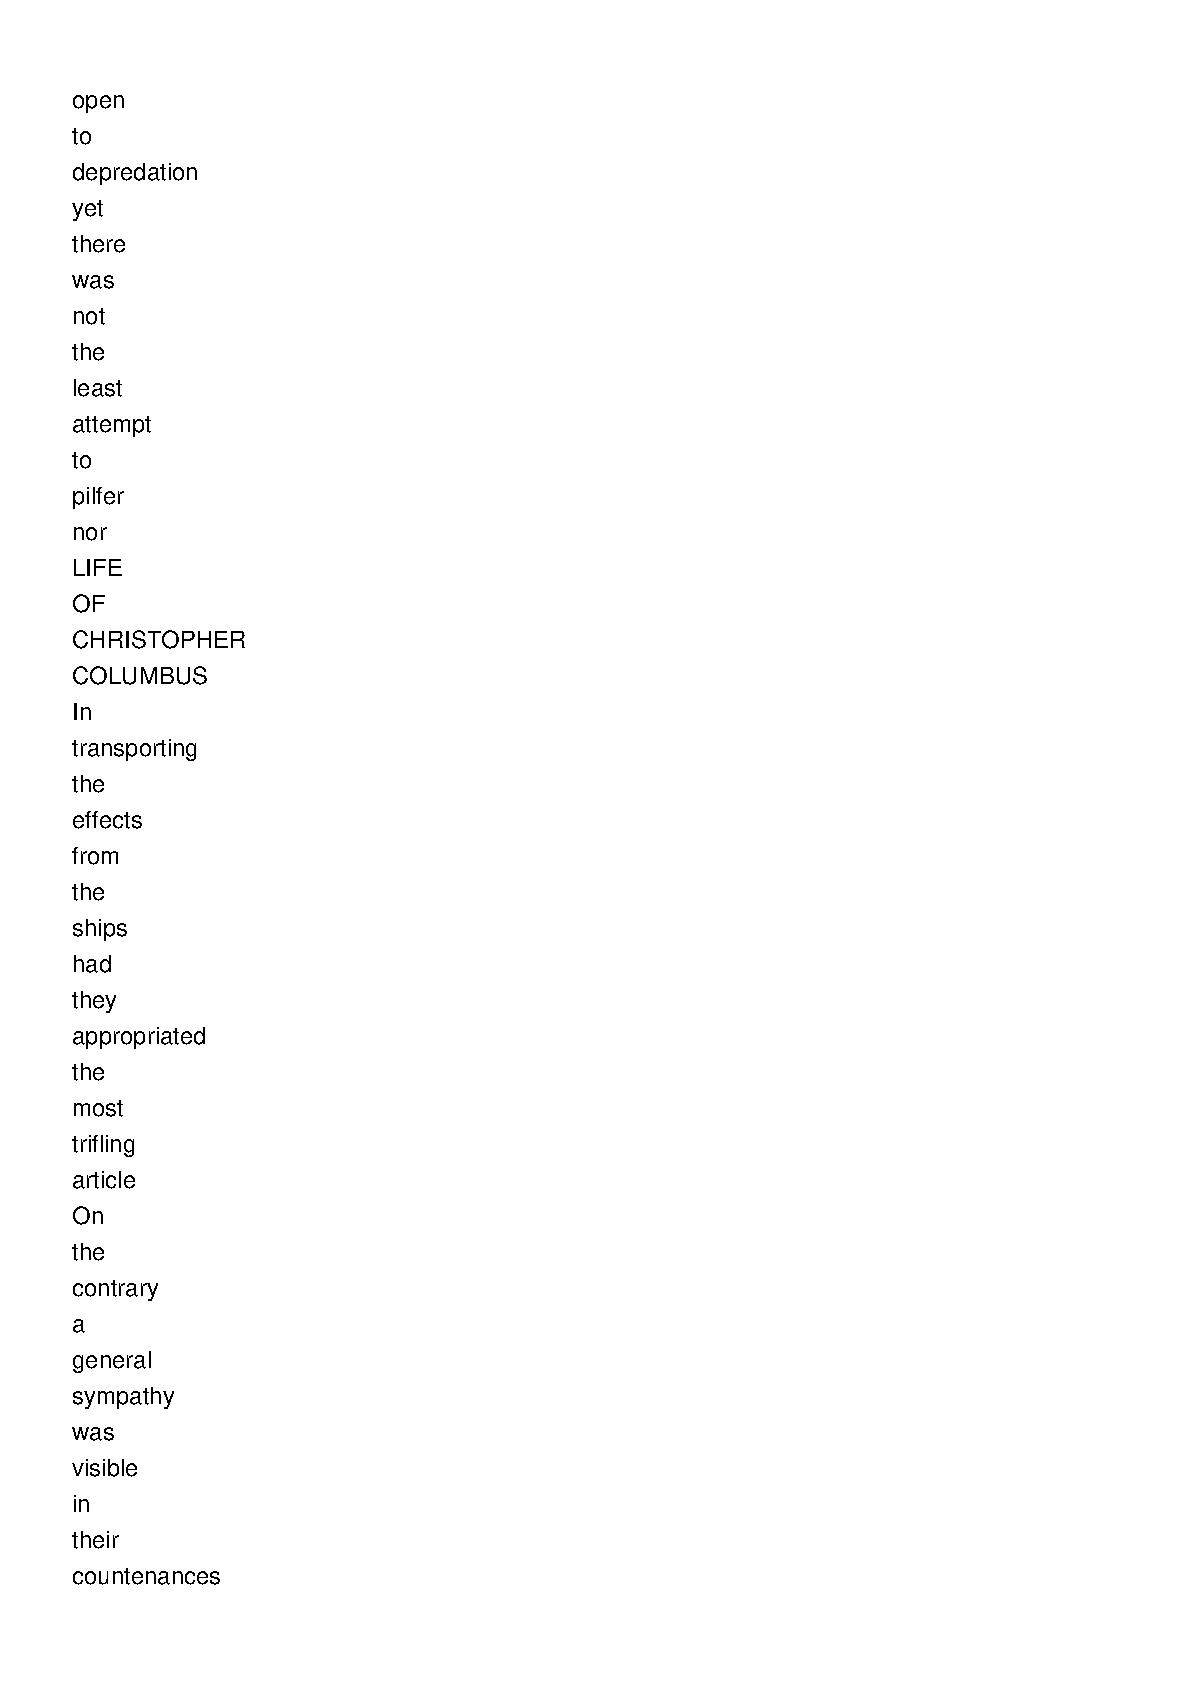 open
to
depredation
yet
there
was
not
the
least
attempt
to
pilfer
nor
LIFE
OF
CHRISTOPHER
COLUMBUS
In
transporting
the
effects
from
the
ships
had
they
appropriated
the
most
trifling
article
On
the
contrary
a
general
sympathy
was
visible
in
their
countenances